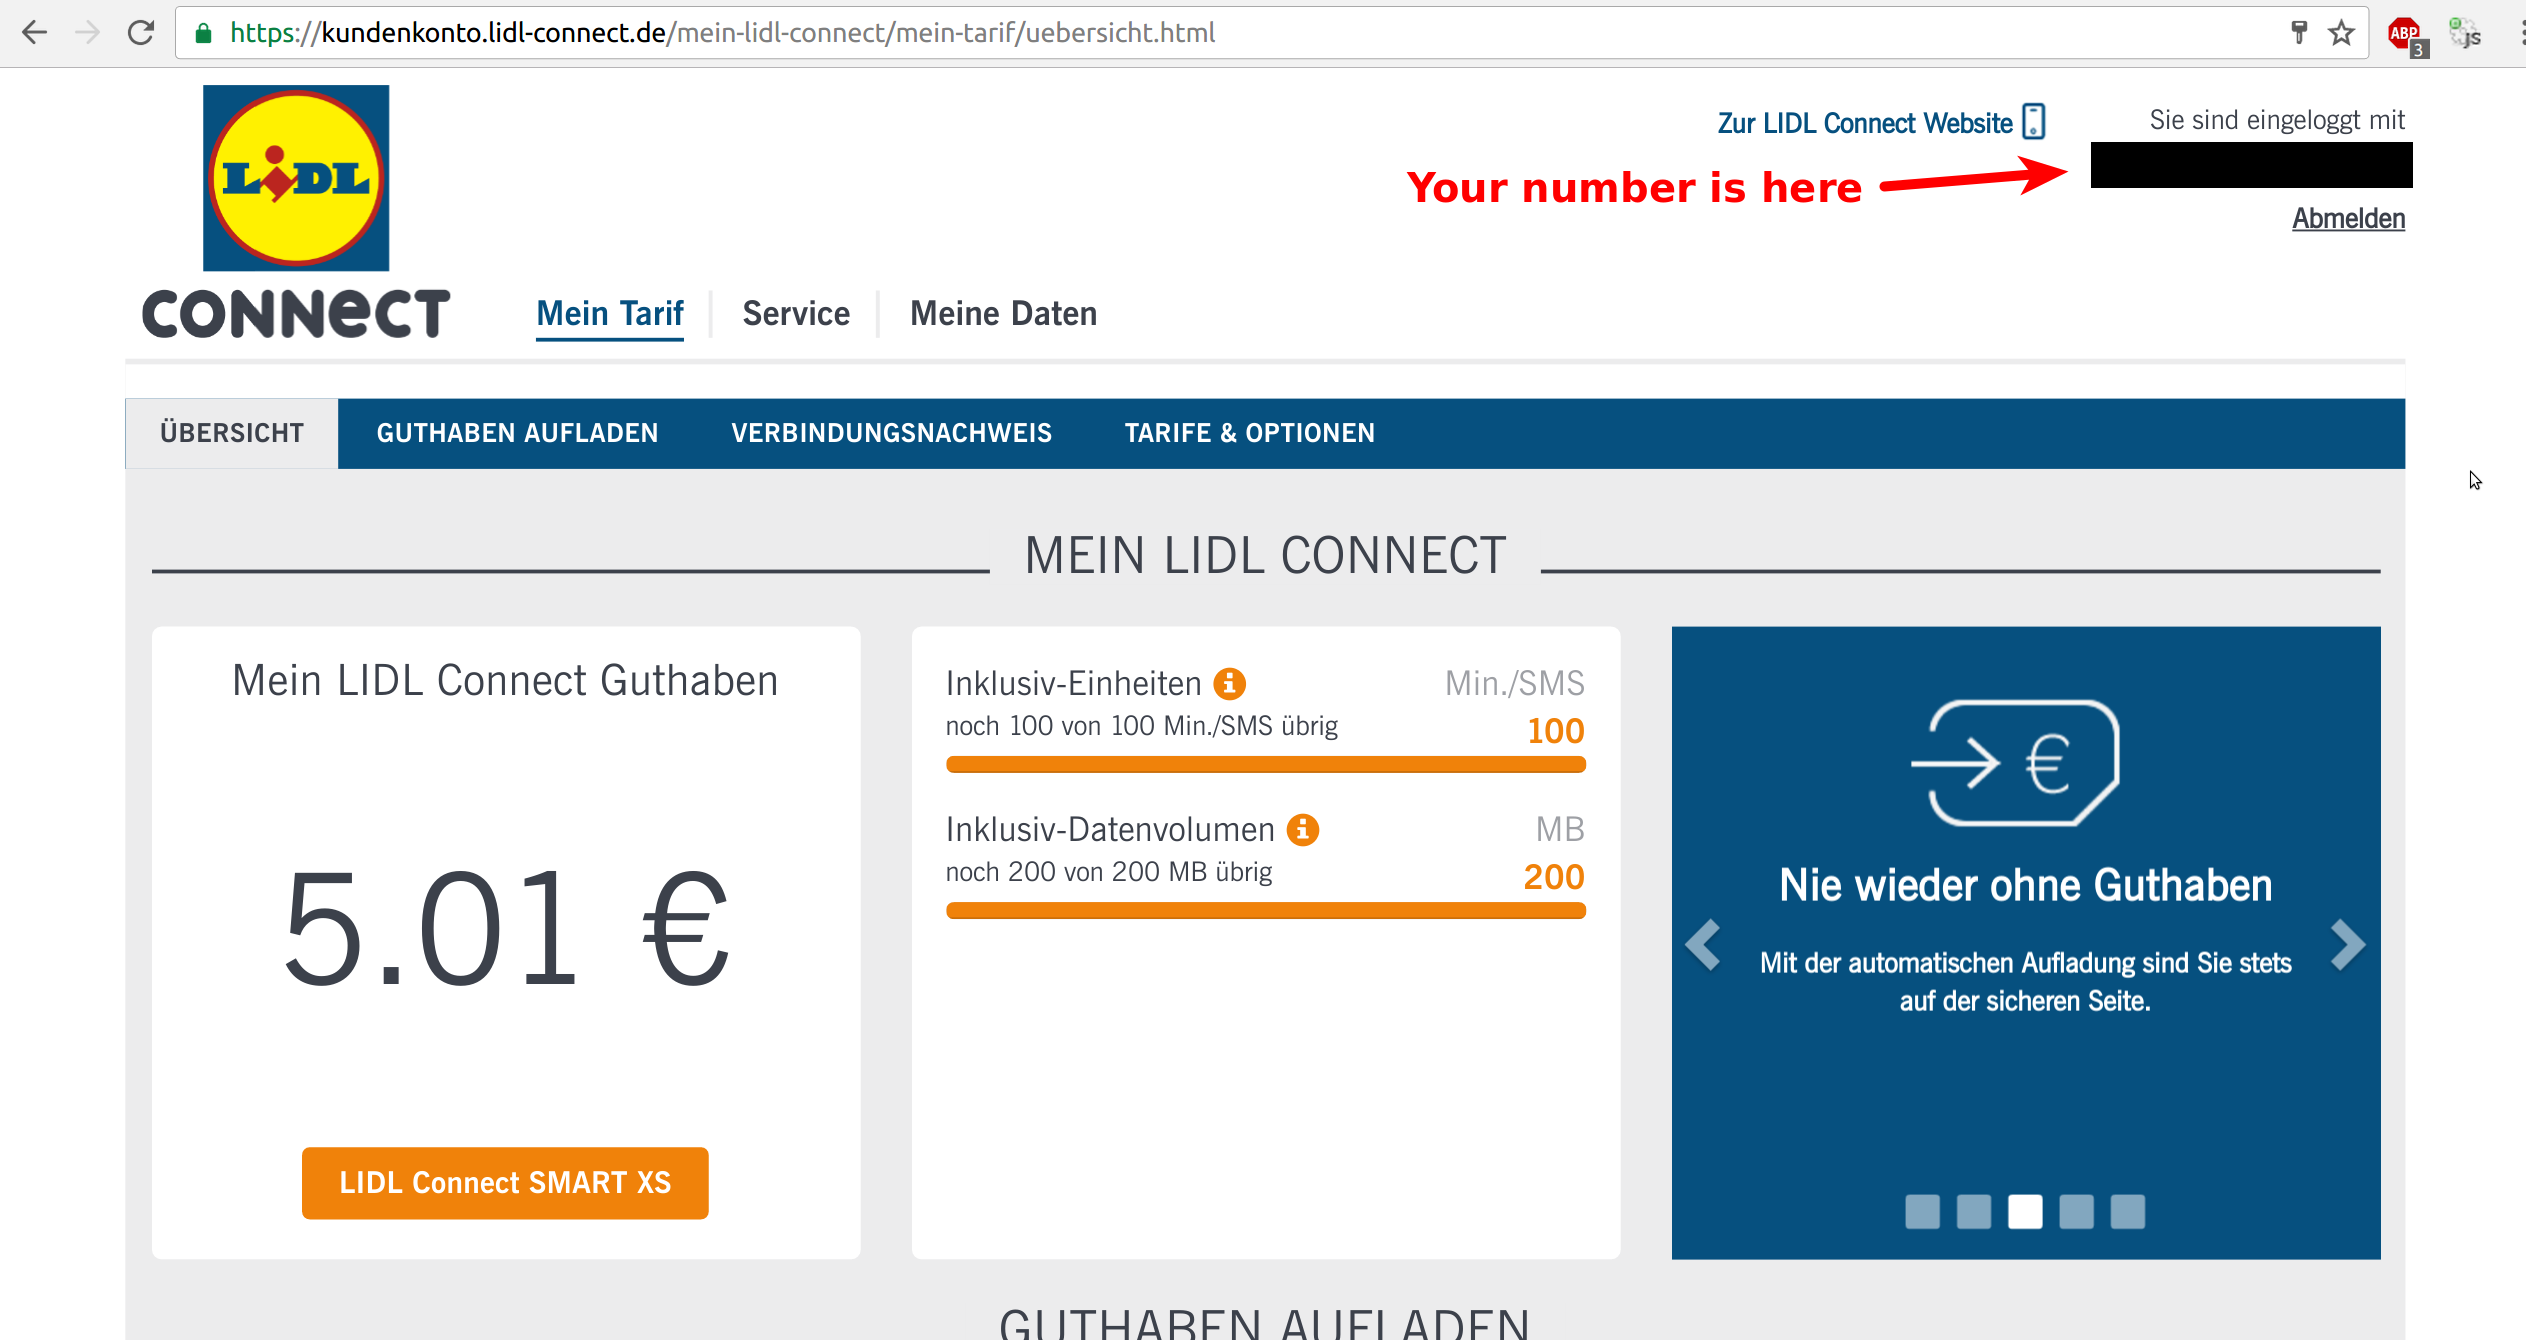 https://kundenkonto.lidl-connect.de/mein-lidl-connect/mein-tarif/uebersicht.html
ABP
3
js
LIDL
CONNeCT
Zur LIDL Connect Website
Sie sind eingeloggt mit
Your number is here
Abmelden
Mein Tarif
Service
Meine Daten
ÜBERSICHT
GUTHABEN AUFLADEN
VERBINDUNGSNACHWEIS
TARIFE & OPTIONEN
MEIN LIDL CONNECT
Mein LIDL Connect Guthaben
5.01 €
LIDL Connect SMART XS
Inklusiv-Einheiten
Min./SMS
noch 100 von 100 Min./SMS übrig
100
Inklusiv-Datenvolumen
MB
noch 200 von 200 MB übrig
200
€
Nie wieder ohne Guthaben
Mit der automatischen Aufladung sind Sie stets
auf der sicheren Seite.
GUTHABEN AUFLADEN